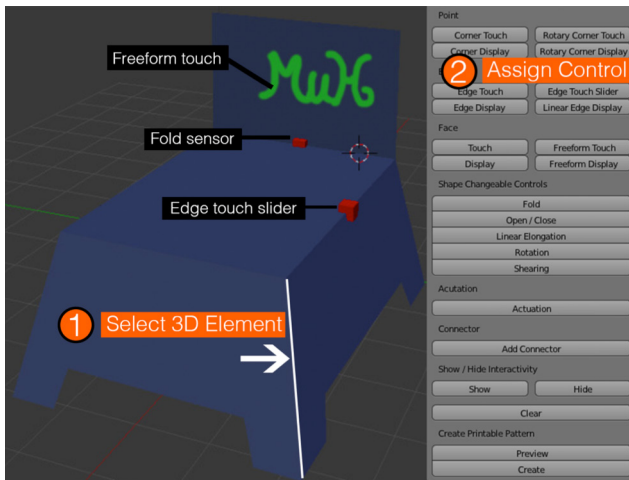 Freeform touch
MwH
Fold sensor
Edge touch slider
1 Select 3D Element
Point
Corner Touch Rotary Corner Touch
Corner Display Rotary Corner Display
2 Assign Control
Edge Touch Edge Touch Slider
Edge Display Linear Edge Display
Face
Touch Freeform Touch
Display Freeform Display
Shape Changeable Controls
Fold
Open / Close
Linear Elongation
Rotation
Shearing
Acutation
Actuation
Connector
Add Connector
Show / Hide Interactivity
Show Hide
Clear
Create Printable Pattern
Preview
Create